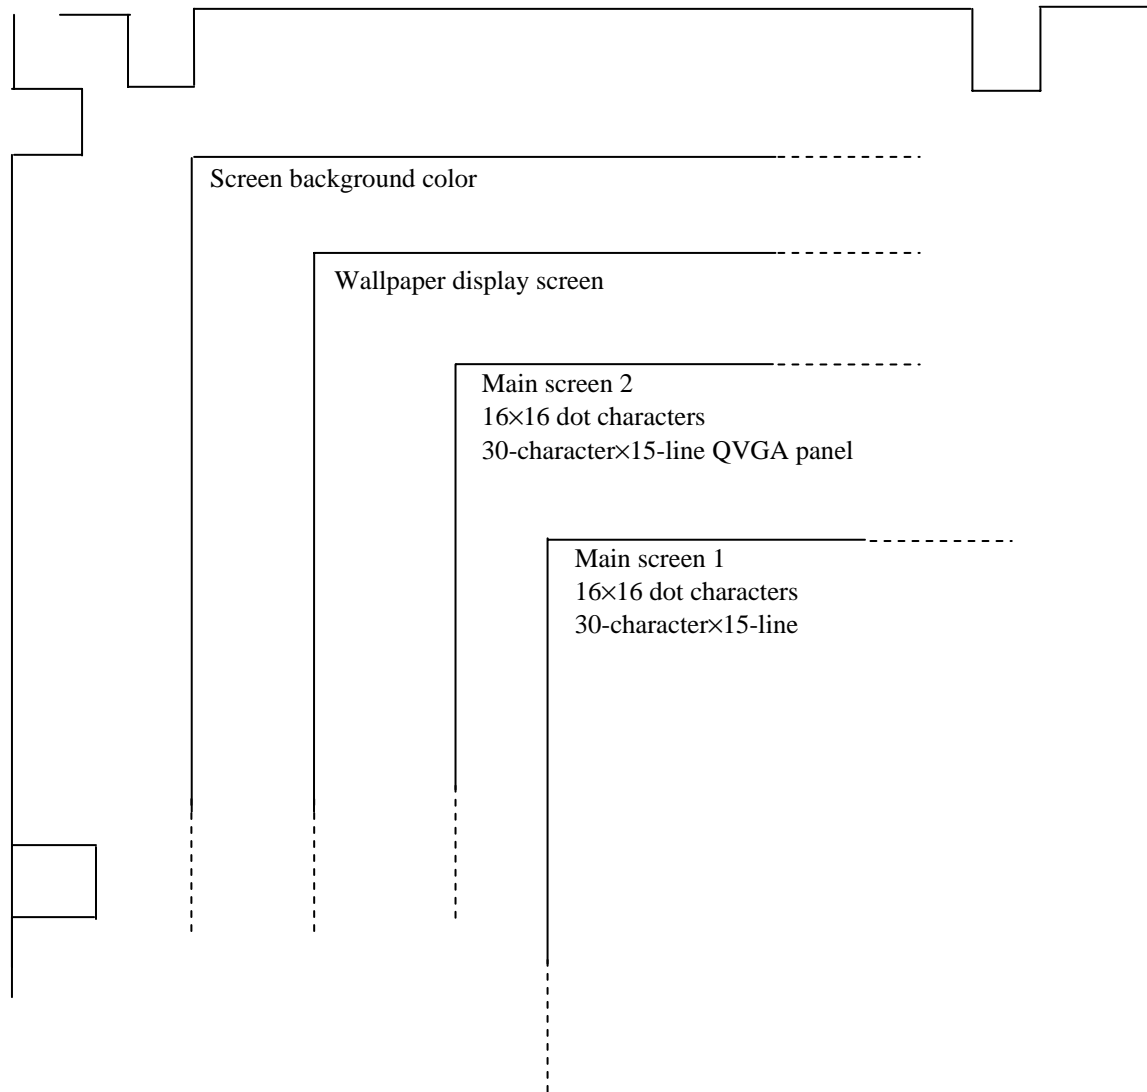 Screen background color
Wallpaper display screen
Main screen 2
16×16 dot characters
30-character×15-line QVGA panel
Main screen 1
16×16 dot characters
30-character×15-line